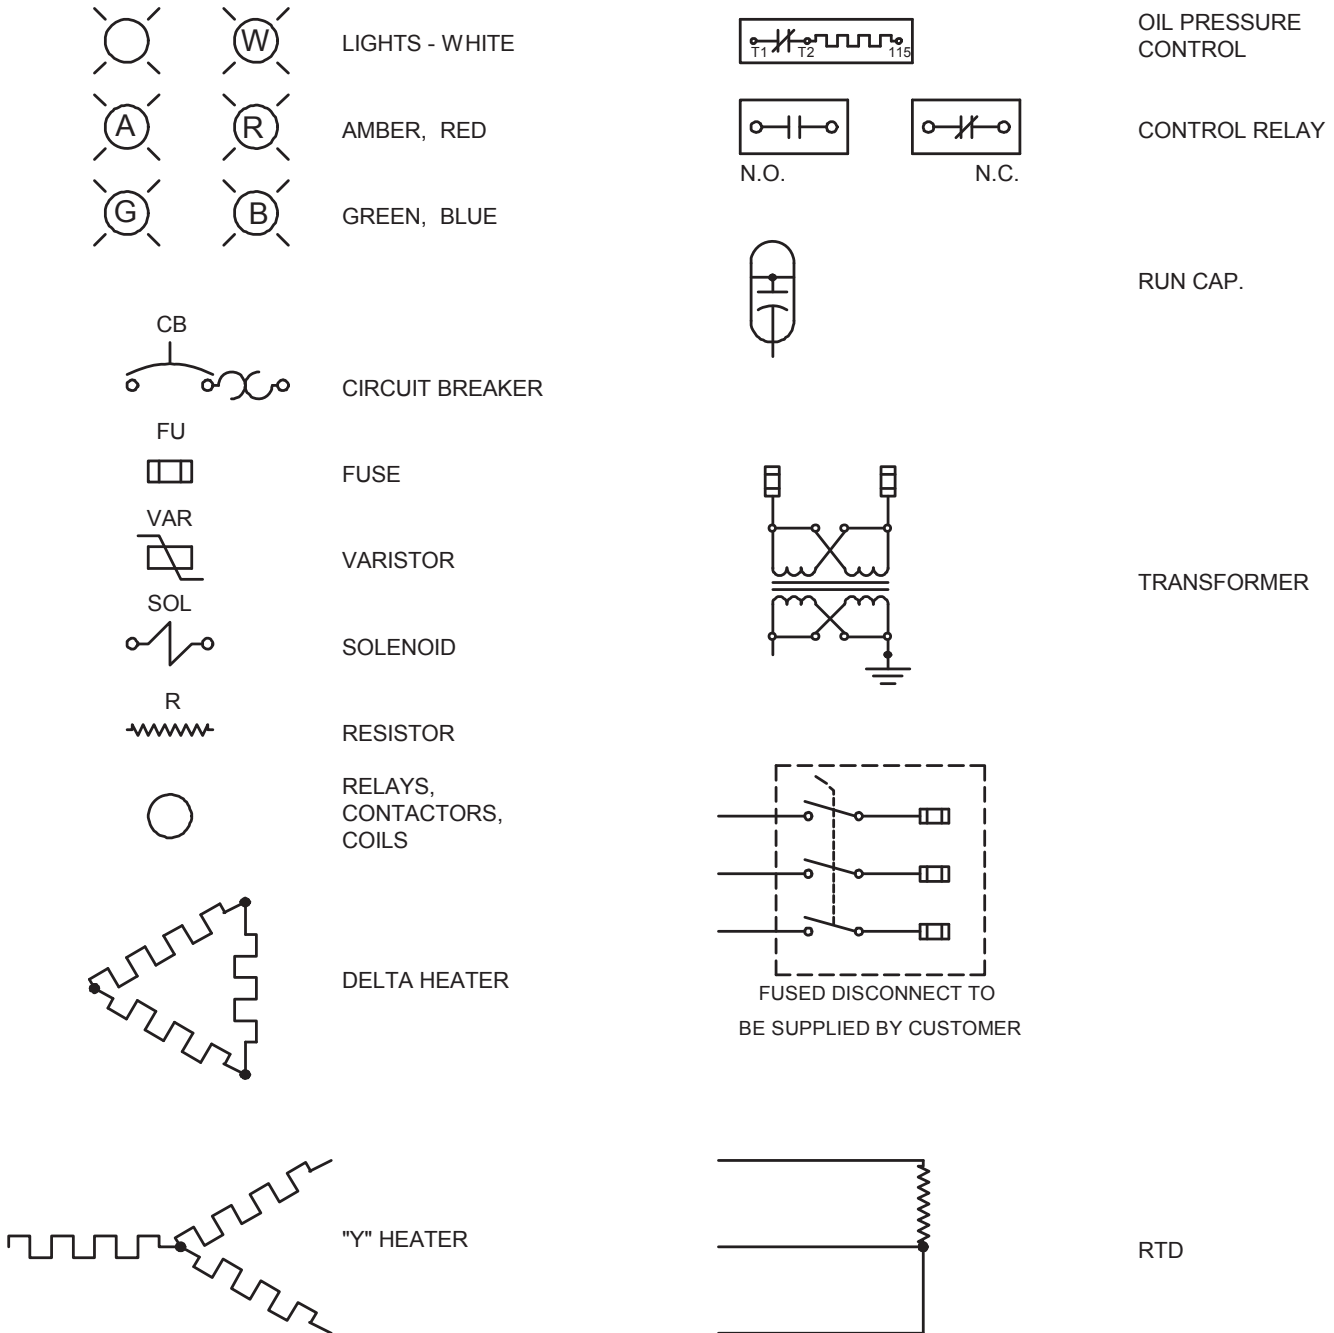 W
LIGHTS - WHITE
A
R
AMBER, RED
G
B
GREEN, BLUE
CB
CIRCUIT BREAKER
FU
FUSE
VAR
VARISTOR
SOL
SOLENOID
R
RESISTOR
RELAYS,
CONTACTORS,
COILS
DELTA HEATER
"Y" HEATER
T1 T2 115
OIL PRESSURE
CONTROL
CONTROL RELAY
N.O.
N.C.
RUN CAP.
TRANSFORMER
FUSED DISCONNECT TO
BE SUPPLIED BY CUSTOMER
RTD